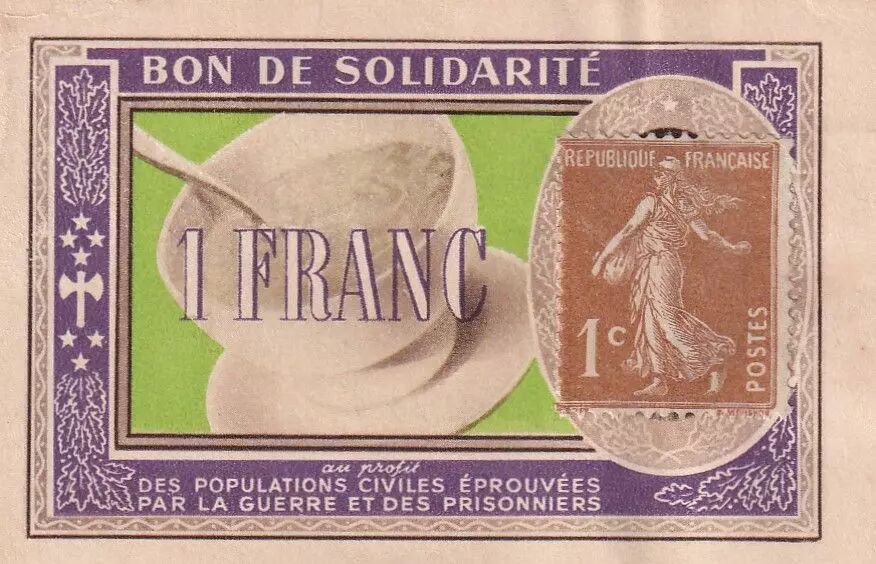 BON DE SOLIDARITÉ
1 FRANC
REPUBLIQUE FRANÇAISE
1 c
POSTES
au profit
DES POPULATIONS CIVILES ÉPROUVÉES
PAR LA GUERRE ET DES PRISONNIERS